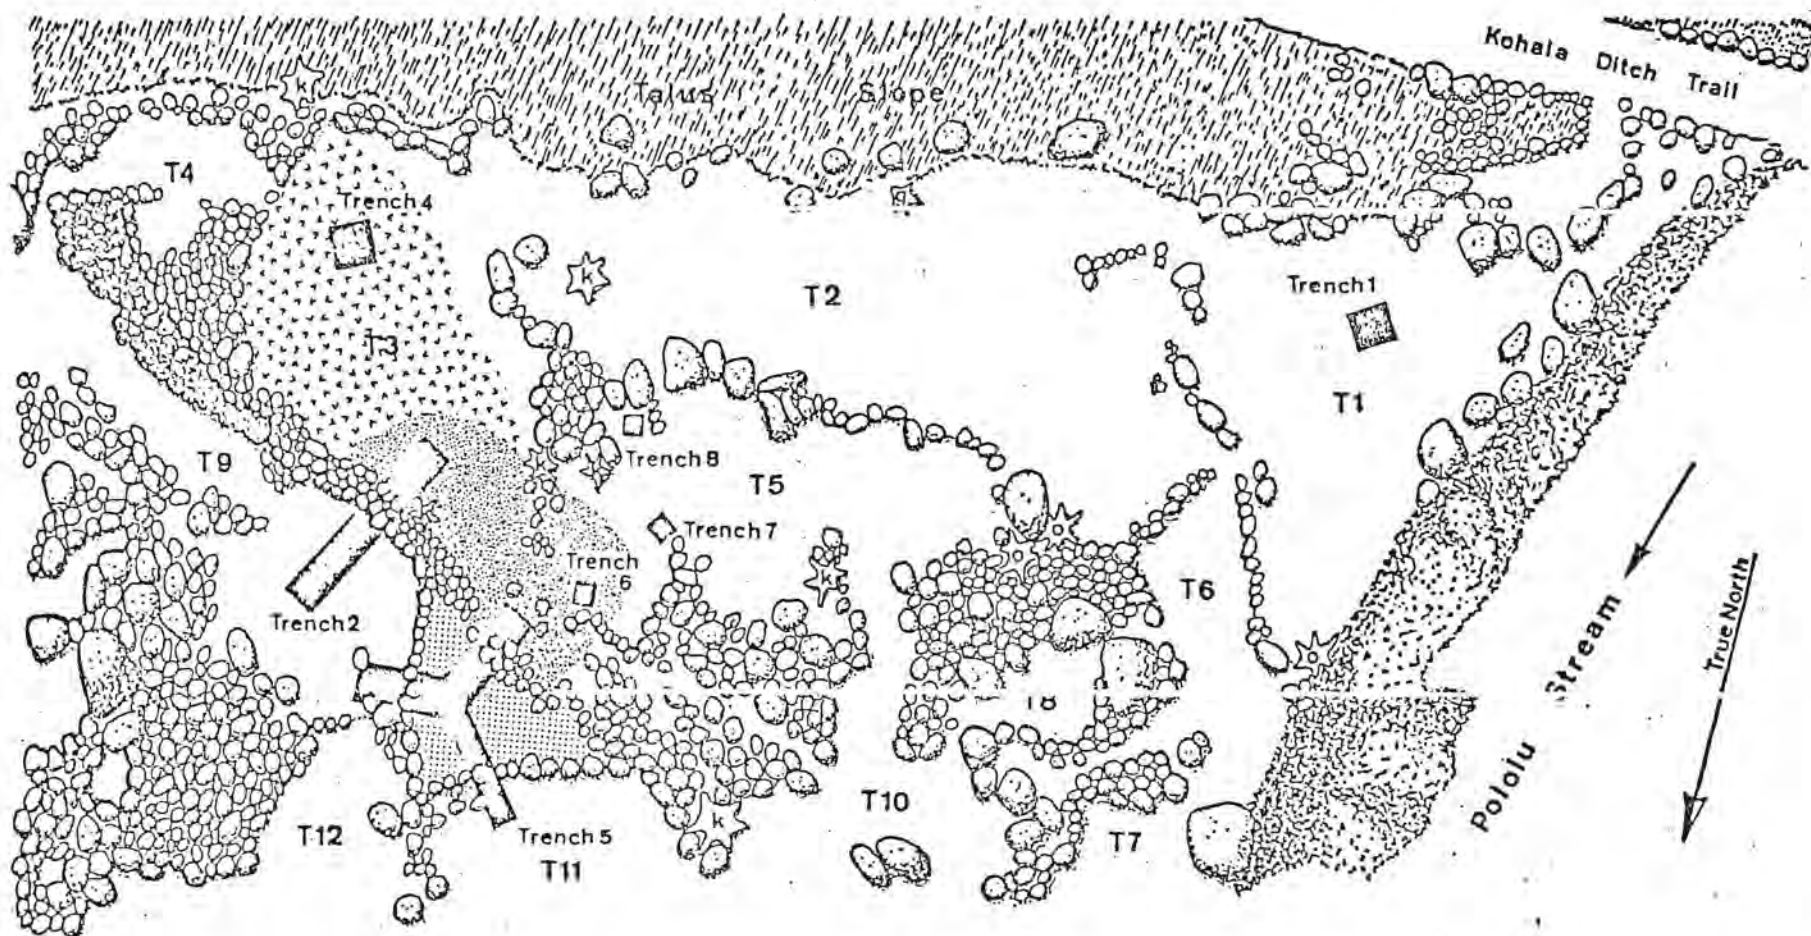 Kohala Ditch Trail
Talus Slope
k
T4
Trench 4
k
T2
Trench 1
T3
T1
T9
Trench 8
T5
Trench 7
Trench
6
k
T6
Trench 2
Pololu Stream
True North
T8
T10
k
T12
Trench 5
T11
T7